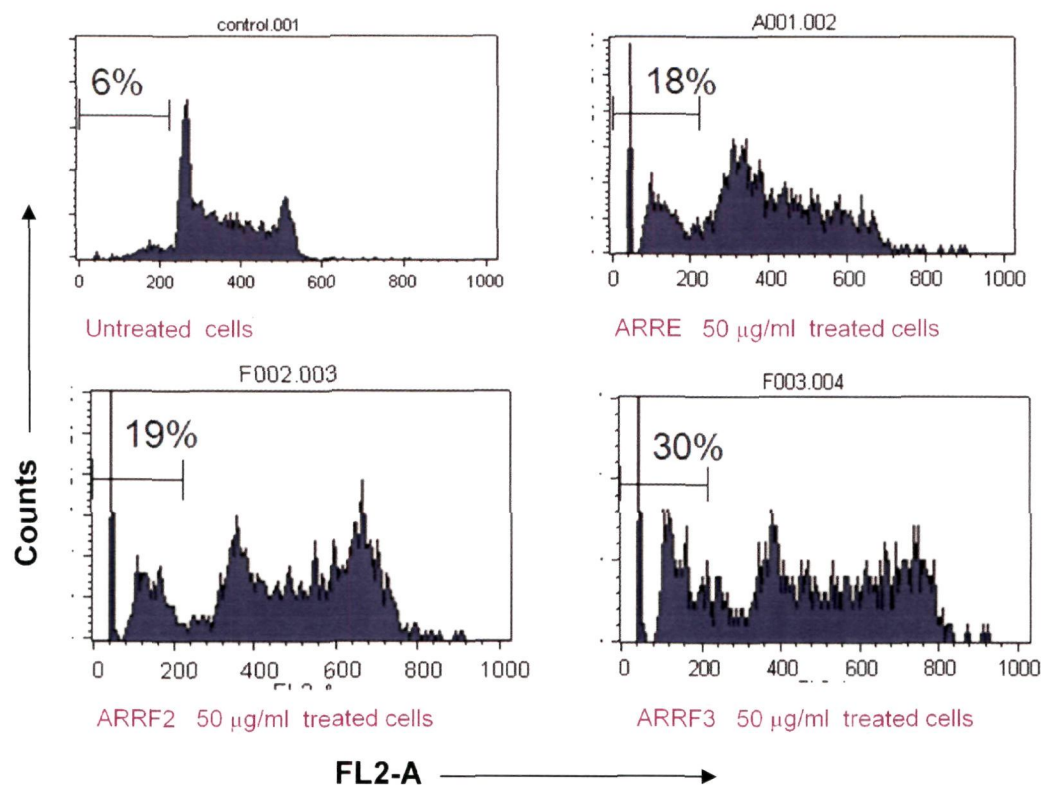 control.001
6%
0 200 400 600 800 1000
Untreated cells
A001.002
18%
0 200 400 600 800 1000
ARRE 50 μg/ml treated cells
F002.003
19%
0 200 400 600 800 1000
ARRF2 50 μg/ml treated cells
F003.004
30%
0 200 400 600 800 1000
ARRF3 50 μg/ml treated cells
Counts
FL2-A